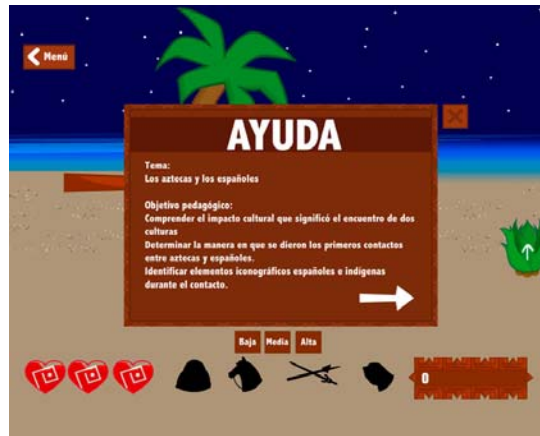 Menú
AYUDA
Tema:
Los aztecas y los españoles
Objetivo pedagógico:
Comprender el impacto cultural que significó el encuentro de dos
culturas
Determinar la manera en que se dieron los primeros contactos
entre aztecas y españoles.
Identificar elementos iconográficos españoles e indígenas
durante el contacto.
Baja Media Alta
0